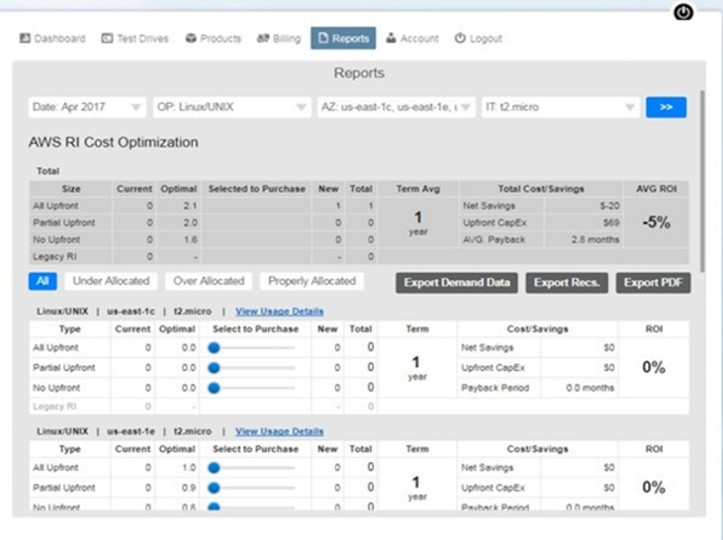 Dashboard Test Drives Products Billing Reports Account Logout
Reports
Date: Apr 2017 OP: Linux/UNIX AZ: us-east-1c, us-east-1e, IT: t2.micro >>
AWS RI Cost Optimization
Total
Size Current Optimal Selected to Purchase New Total Term Avg Total Cost/Savings AVG ROI
All Upfront 0 2.1 1 1 Net Savings $-20
Partial Upfront 0 2.0 0 0 1 year Upfront CapEx $69 -5%
No Upfront 0 1.6 0 0 AVG. Payback 2.8 months
Legacy RI 0 - - 0
All Under Allocated Over Allocated Properly Allocated Export Demand Data Export Recs. Export PDF
Linux/UNIX | us-east-1c | t2.micro | View Usage Details
Type Current Optimal Select to Purchase New Total Term Cost/Savings ROI
All Upfront 0 0.0 0 0 Net Savings $0
Partial Upfront 0 0.0 0 0 1 year Upfront CapEx $0 0%
No Upfront 0 0.0 0 0 Payback Period 0.0 months
Legacy RI 0 - - 0
Linux/UNIX | us-east-1e | t2.micro | View Usage Details
Type Current Optimal Select to Purchase New Total Term Cost/Savings ROI
All Upfront 0 1.0 0 0 Net Savings $0
Partial Upfront 0 0.9 0 0 1 year Upfront CapEx $0 0%
No Upfront 0 0.8 0 0 Payback Period 0.0 months